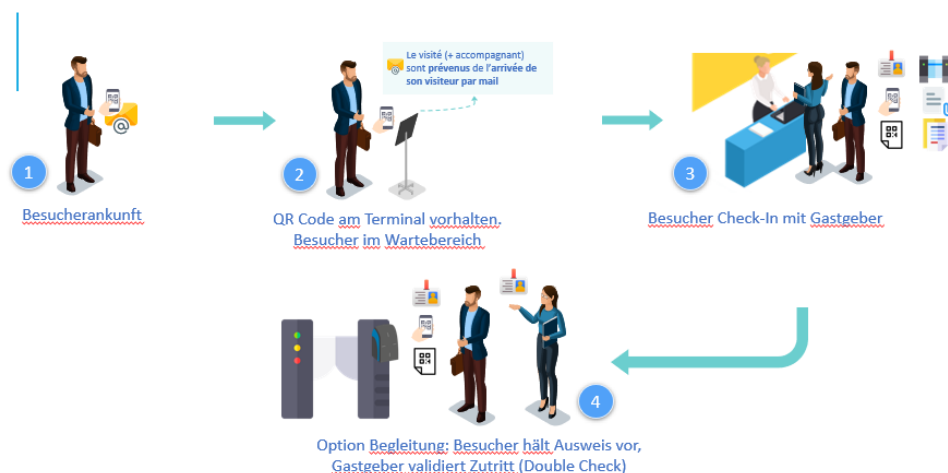 Le visité (+ accompagnant)
sont prévenus de l'arrivée de
son visiteur par mail
1
Besucherankunft
2
QR Code am Terminal vorhalten.
Besucher im Wartebereich
3
Besucher Check-In mit Gastgeber
4
Option Begleitung: Besucher hält Ausweis vor,
Gastgeber validiert Zutritt (Double Check)